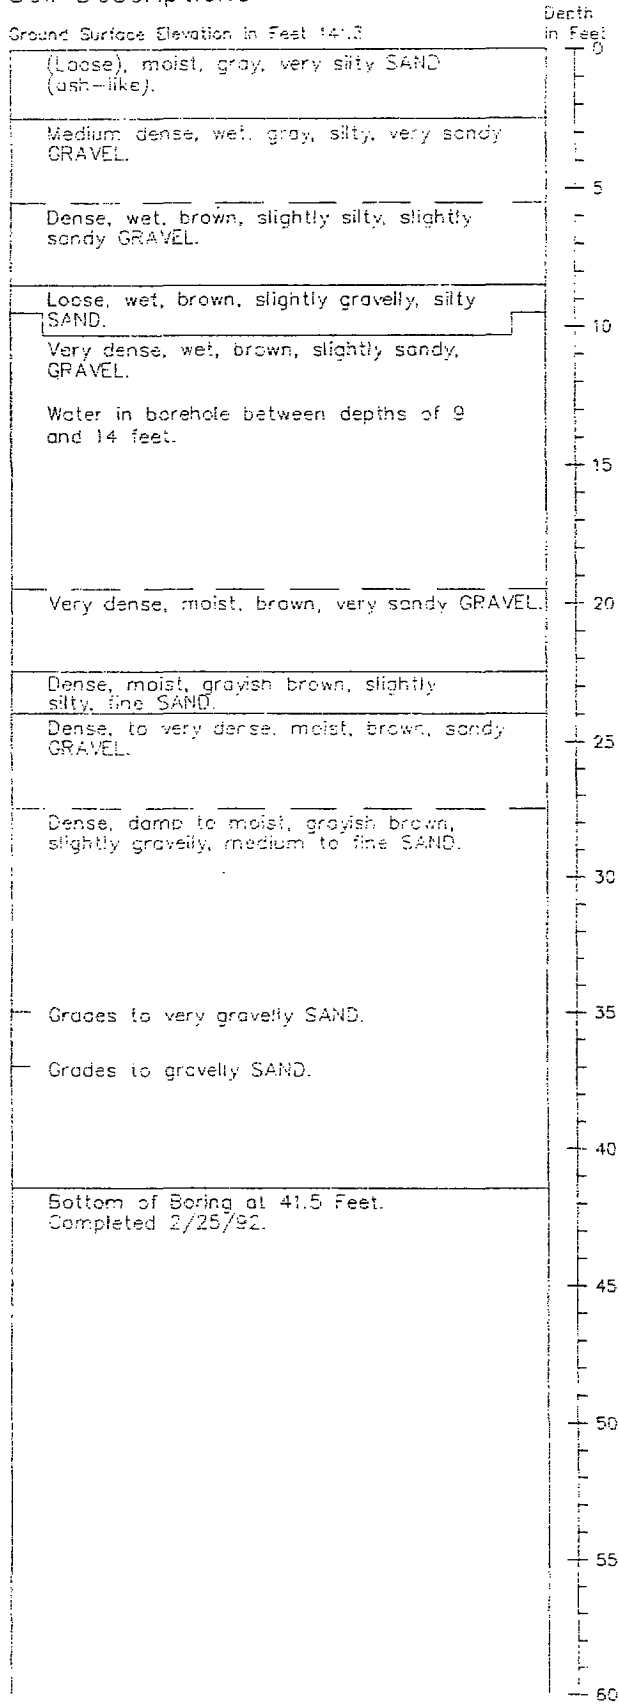 Ground Surface Elevation in Feet 141.3
Depth
in Feet
0
(Loose), moist, gray, very silty SAND
(ash-like).
Medium dense, wet, gray, silty, very sandy
GRAVEL.
5
Dense, wet, brown, slightly silty, slightly
sandy GRAVEL.
Loose, wet, brown, slightly gravelly, silty
SAND.
10
Very dense, wet, brown, slightly sandy,
GRAVEL.
Water in borehole between depths of 9
and 14 feet.
15
Very dense, moist, brown, very sandy GRAVEL.
20
Dense, moist, grayish brown, slightly
silty, fine SAND.
Dense, to very dense, moist, brown, sandy
GRAVEL.
25
Dense, damp to moist, grayish brown,
slightly gravelly, medium to fine SAND.
30
Grades to very gravelly SAND.
35
Grades to gravelly SAND.
40
Bottom of Boring at 41.5 Feet.
Completed 2/25/92.
45
50
55
60